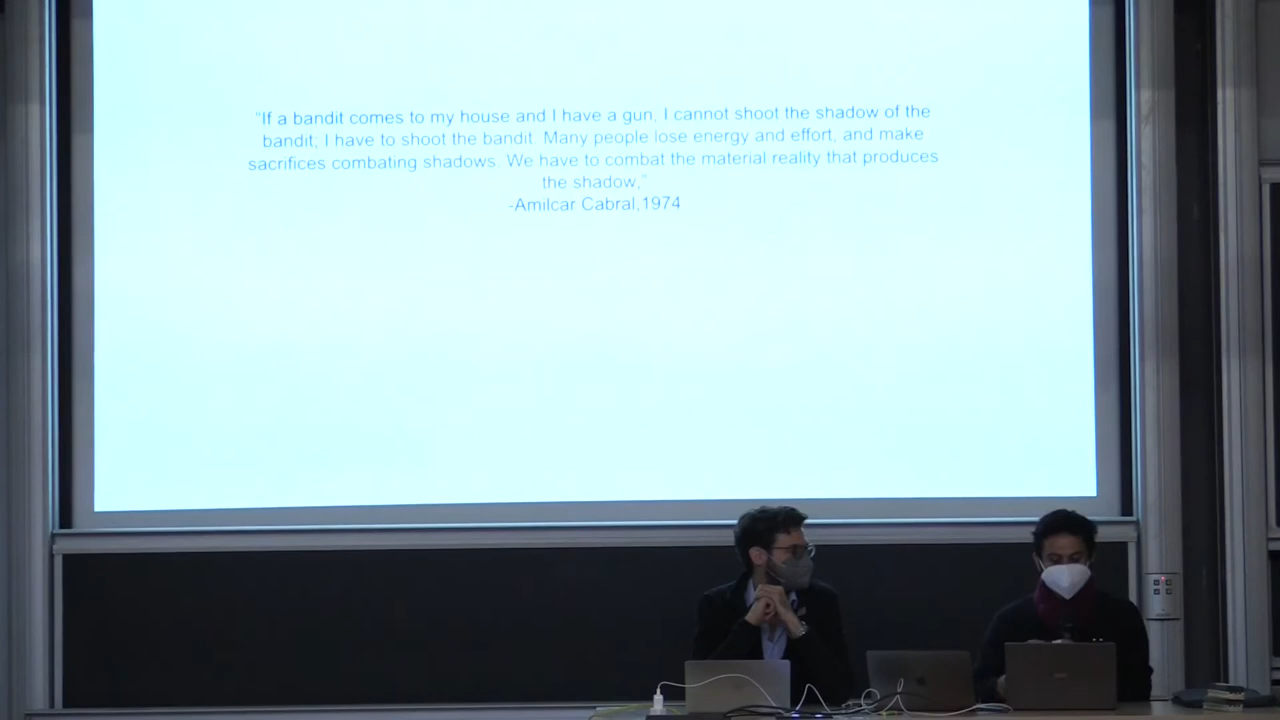 “If a bandit comes to my house and I have a gun, I cannot shoot the shadow of the
bandit; I have to shoot the bandit. Many people lose energy and effort, and make
sacrifices combating shadows. We have to combat the material reality that produces
the shadow,”
-Amilcar Cabral,1974